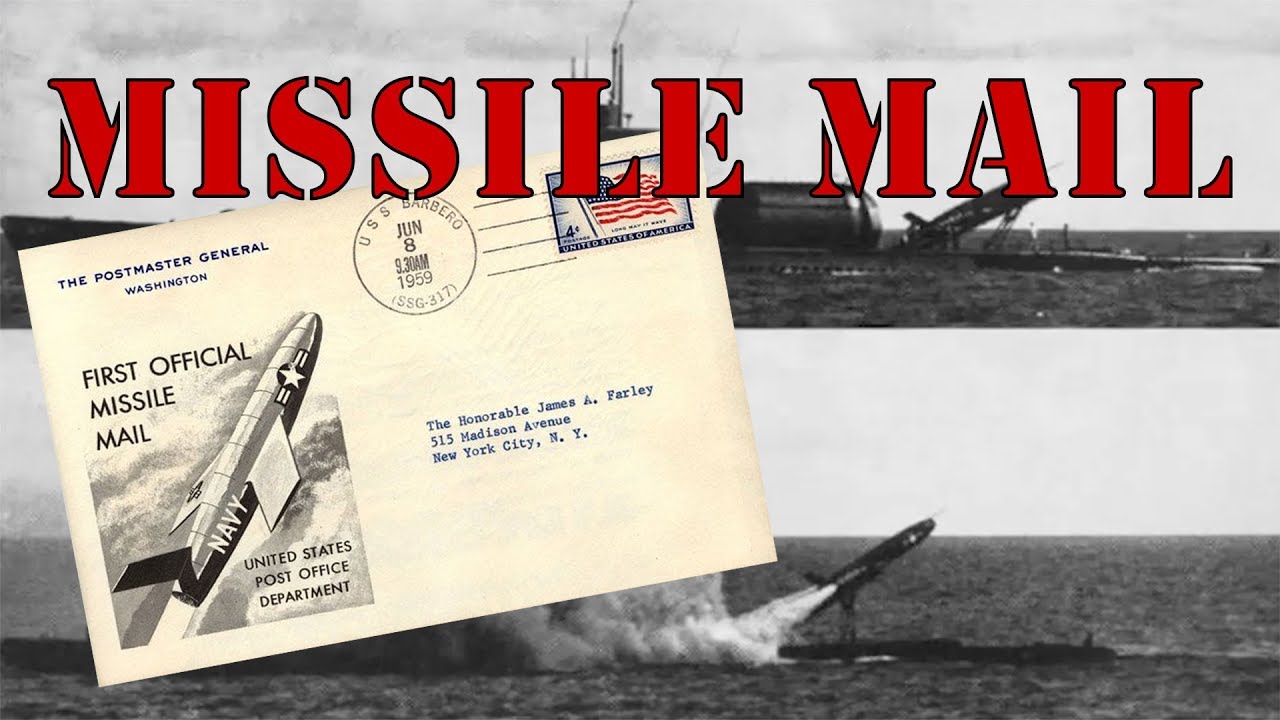 MISSILE MAIL
THE POSTMASTER GENERAL
WASHINGTON
U S S BARBERO
JUN
8
9.30AM
1959
(SSG-317)
4¢
POSTAGE
LONG MAY IT WAVE
UNITED STATES OF AMERICA
FIRST OFFICIAL
MISSILE
MAIL
NAVY
UNITED STATES
POST OFFICE
DEPARTMENT
The Honorable James A. Farley
515 Madison Avenue
New York City, N. Y.